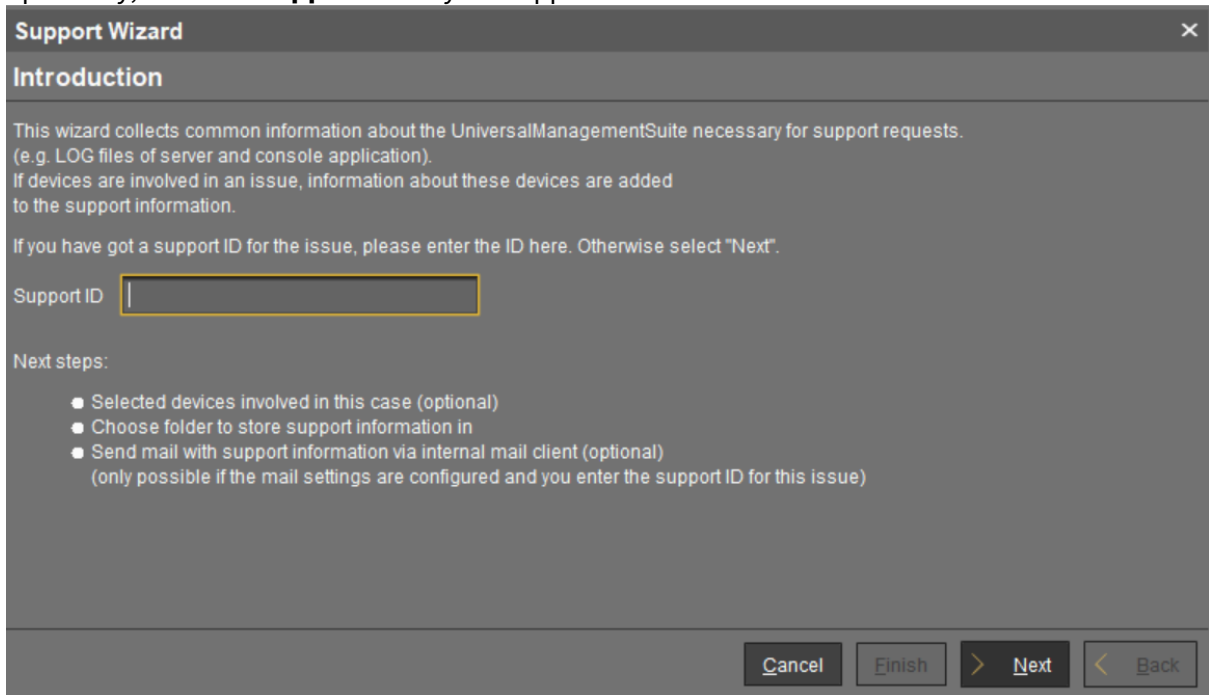 Support Wizard
×
Introduction
This wizard collects common information about the UniversalManagementSuite necessary for support requests.
(e.g. LOG files of server and console application).
If devices are involved in an issue, information about these devices are added
to the support information.
If you have got a support ID for the issue, please enter the ID here. Otherwise select "Next".
Support ID
Next steps:
Selected devices involved in this case (optional)
Choose folder to store support information in
Send mail with support information via internal mail client (optional)
(only possible if the mail settings are configured and you enter the support ID for this issue)
Cancel Finish > Next < Back